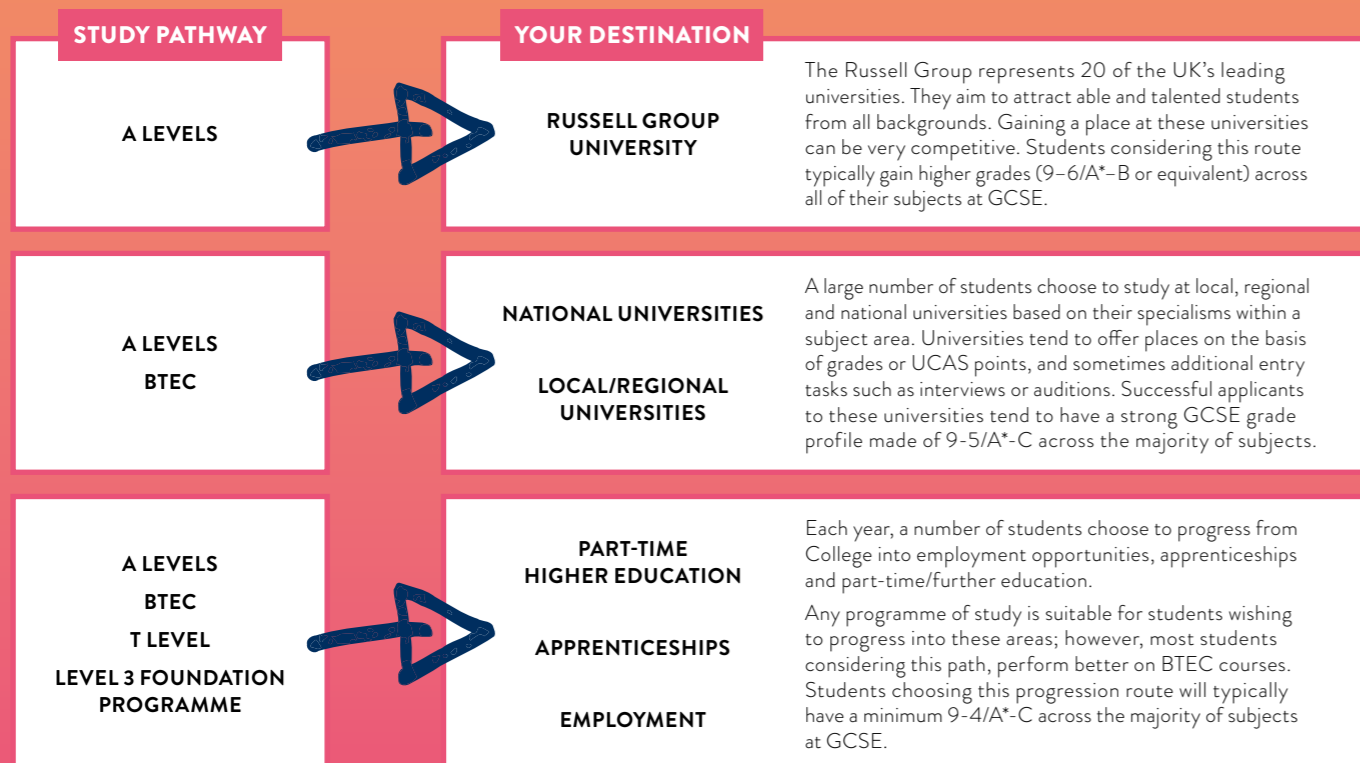 STUDY PATHWAY
YOUR DESTINATION
A LEVELS
RUSSELL GROUP
UNIVERSITY
The Russell Group represents 20 of the UK's leading
universities. They aim to attract able and talented students
from all backgrounds. Gaining a place at these universities
can be very competitive. Students considering this route
typically gain higher grades (9–6/A*–B or equivalent) across
all of their subjects at GCSE.
A LEVELS
BTEC
NATIONAL UNIVERSITIES
LOCAL/REGIONAL
UNIVERSITIES
A large number of students choose to study at local, regional
and national universities based on their specialisms within a
subject area. Universities tend to offer places on the basis
of grades or UCAS points, and sometimes additional entry
tasks such as interviews or auditions. Successful applicants
to these universities tend to have a strong GCSE grade
profile made of 9-5/A*-C across the majority of subjects.
A LEVELS
BTEC
T LEVEL
LEVEL 3 FOUNDATION
PROGRAMME
PART-TIME
HIGHER EDUCATION
APPRENTICESHIPS
EMPLOYMENT
Each year, a number of students choose to progress from
College into employment opportunities, apprenticeships
and part-time/further education.
Any programme of study is suitable for students wishing
to progress into these areas; however, most students
considering this path, perform better on BTEC courses.
Students choosing this progression route will typically
have a minimum 9-4/A*-C across the majority of subjects
at GCSE.